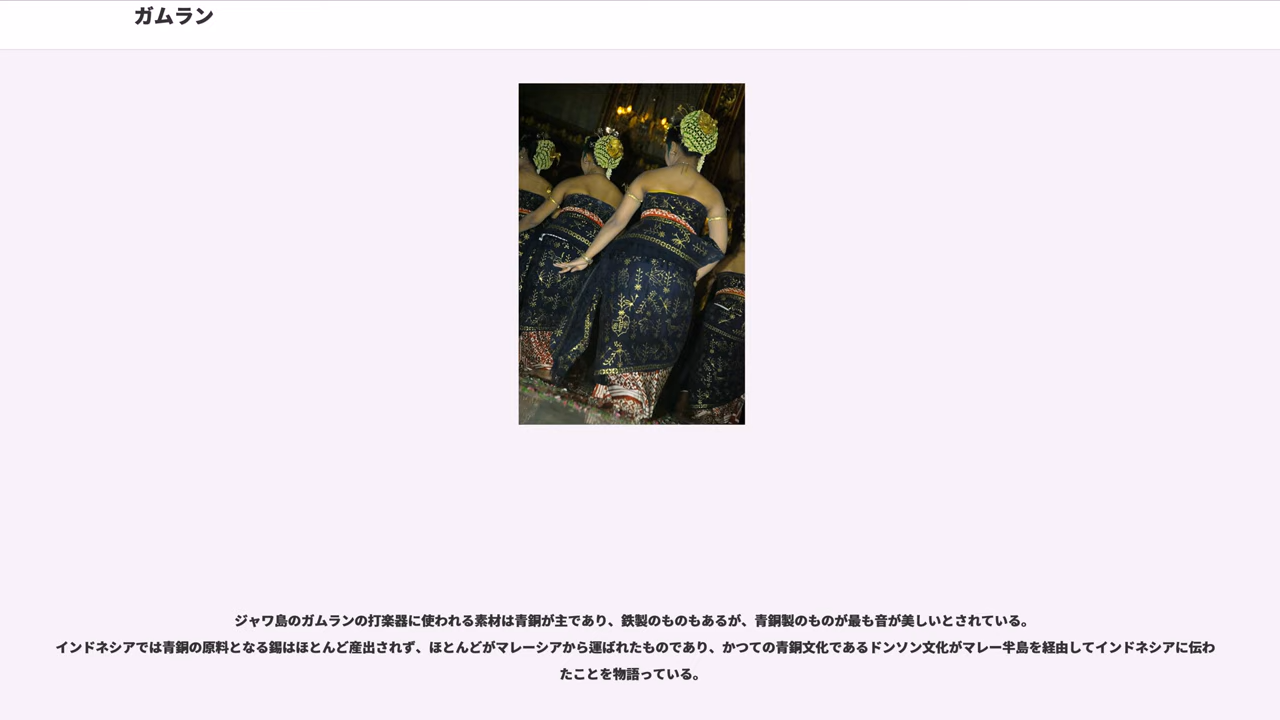 ガムラン
ジャワ島のガムランの打楽器に使われる素材は青銅が主であり、鉄製のものもあるが、青銅製のものが最も音が美しいとされている。
インドネシアでは青銅の原料となる錫はほとんど産出されず、ほとんどがマレーシアから運ばれたものであり、かつての青銅文化であるドンソン文化がマレー半島を経由してインドネシアに伝わ
たことを物語っている。